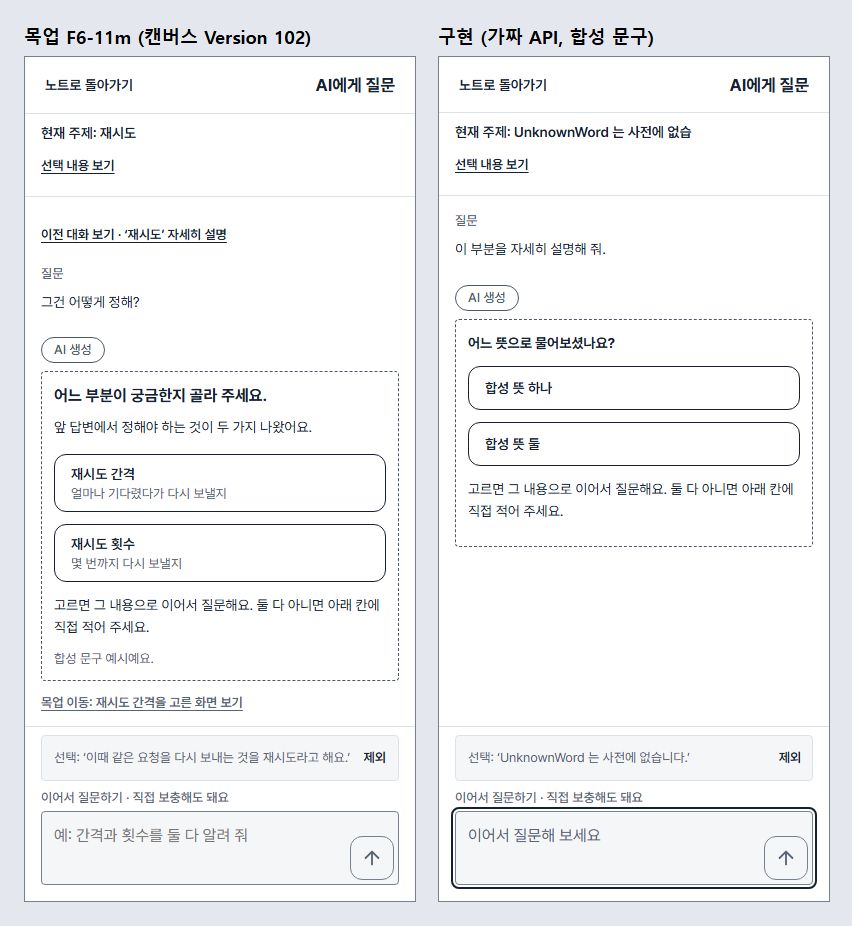 목업 F6-11m (캔버스 Version 102)
노트로 돌아가기
AI에게 질문
현재 주제: 재시도
선택 내용 보기
이전 대화 보기 · ‘재시도’ 자세히 설명
질문
그건 어떻게 정해?
AI 생성
어느 부분이 궁금한지 골라 주세요.
앞 답변에서 정해야 하는 것이 두 가지 나왔어요.
재시도 간격
얼마나 기다렸다가 다시 보낼지
재시도 횟수
몇 번까지 다시 보낼지
고르면 그 내용으로 이어서 질문해요. 둘 다 아니면 아래 칸에
직접 적어 주세요.
합성 문구 예시예요.
목업 이동: 재시도 간격을 고른 화면 보기
선택: ‘이때 같은 요청을 다시 보내는 것을 재시도라고 해요.’
제외
이어서 질문하기 · 직접 보충해도 돼요
예: 간격과 횟수를 둘 다 알려 줘
구현 (가짜 API, 합성 문구)
노트로 돌아가기
AI에게 질문
현재 주제: UnknownWord 는 사전에 없습
선택 내용 보기
질문
이 부분을 자세히 설명해 줘.
AI 생성
어느 뜻으로 물어보셨나요?
합성 뜻 하나
합성 뜻 둘
고르면 그 내용으로 이어서 질문해요. 둘 다 아니면 아래 칸에
직접 적어 주세요.
선택: ‘UnknownWord 는 사전에 없습니다.’
제외
이어서 질문하기 · 직접 보충해도 돼요
이어서 질문해 보세요